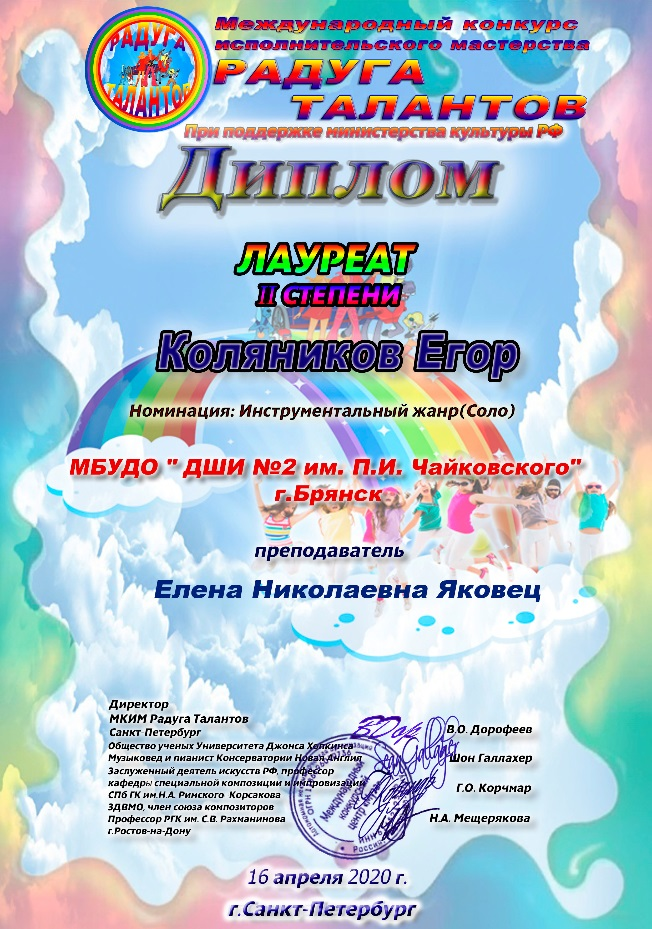 РАДУГА
ТАЛАНТОВ
Международный конкурс
исполнительского мастерства
РАДУГА
ТАЛАНТОВ
При поддержке министерства культуры РФ
Диплом
ЛАУРЕАТ
II СТЕПЕНИ
Коляников Егор
Номинация: Инструментальный жанр(Соло)
МБУДО " ДШИ №2 им. П.И. Чайковского"
г.Брянск
преподаватель
Елена Николаевна Яковец
Директор
МКИМ Радуга Талантов
Санкт-Петербург
В.О. Дорофеев
Общество ученых Университета Джонса Хопкинса
Музыковед и пианист Консерватории Новая Англия
Шон Галлахер
Заслуженный деятель искусств РФ, профессор
кафедры специальной композиции и импровизации
СПб ГК им.Н.А. Ринского Корсакова
Г.О. Корчмар
ЗДВМО, член союза композиторов
Профессор РГК им. С.В. Рахманинова
г.Ростов-на-Дону
Н.А. Мещерякова
Международный
конкурсный
центр
16 апреля 2020 г.
г.Санкт-Петербург